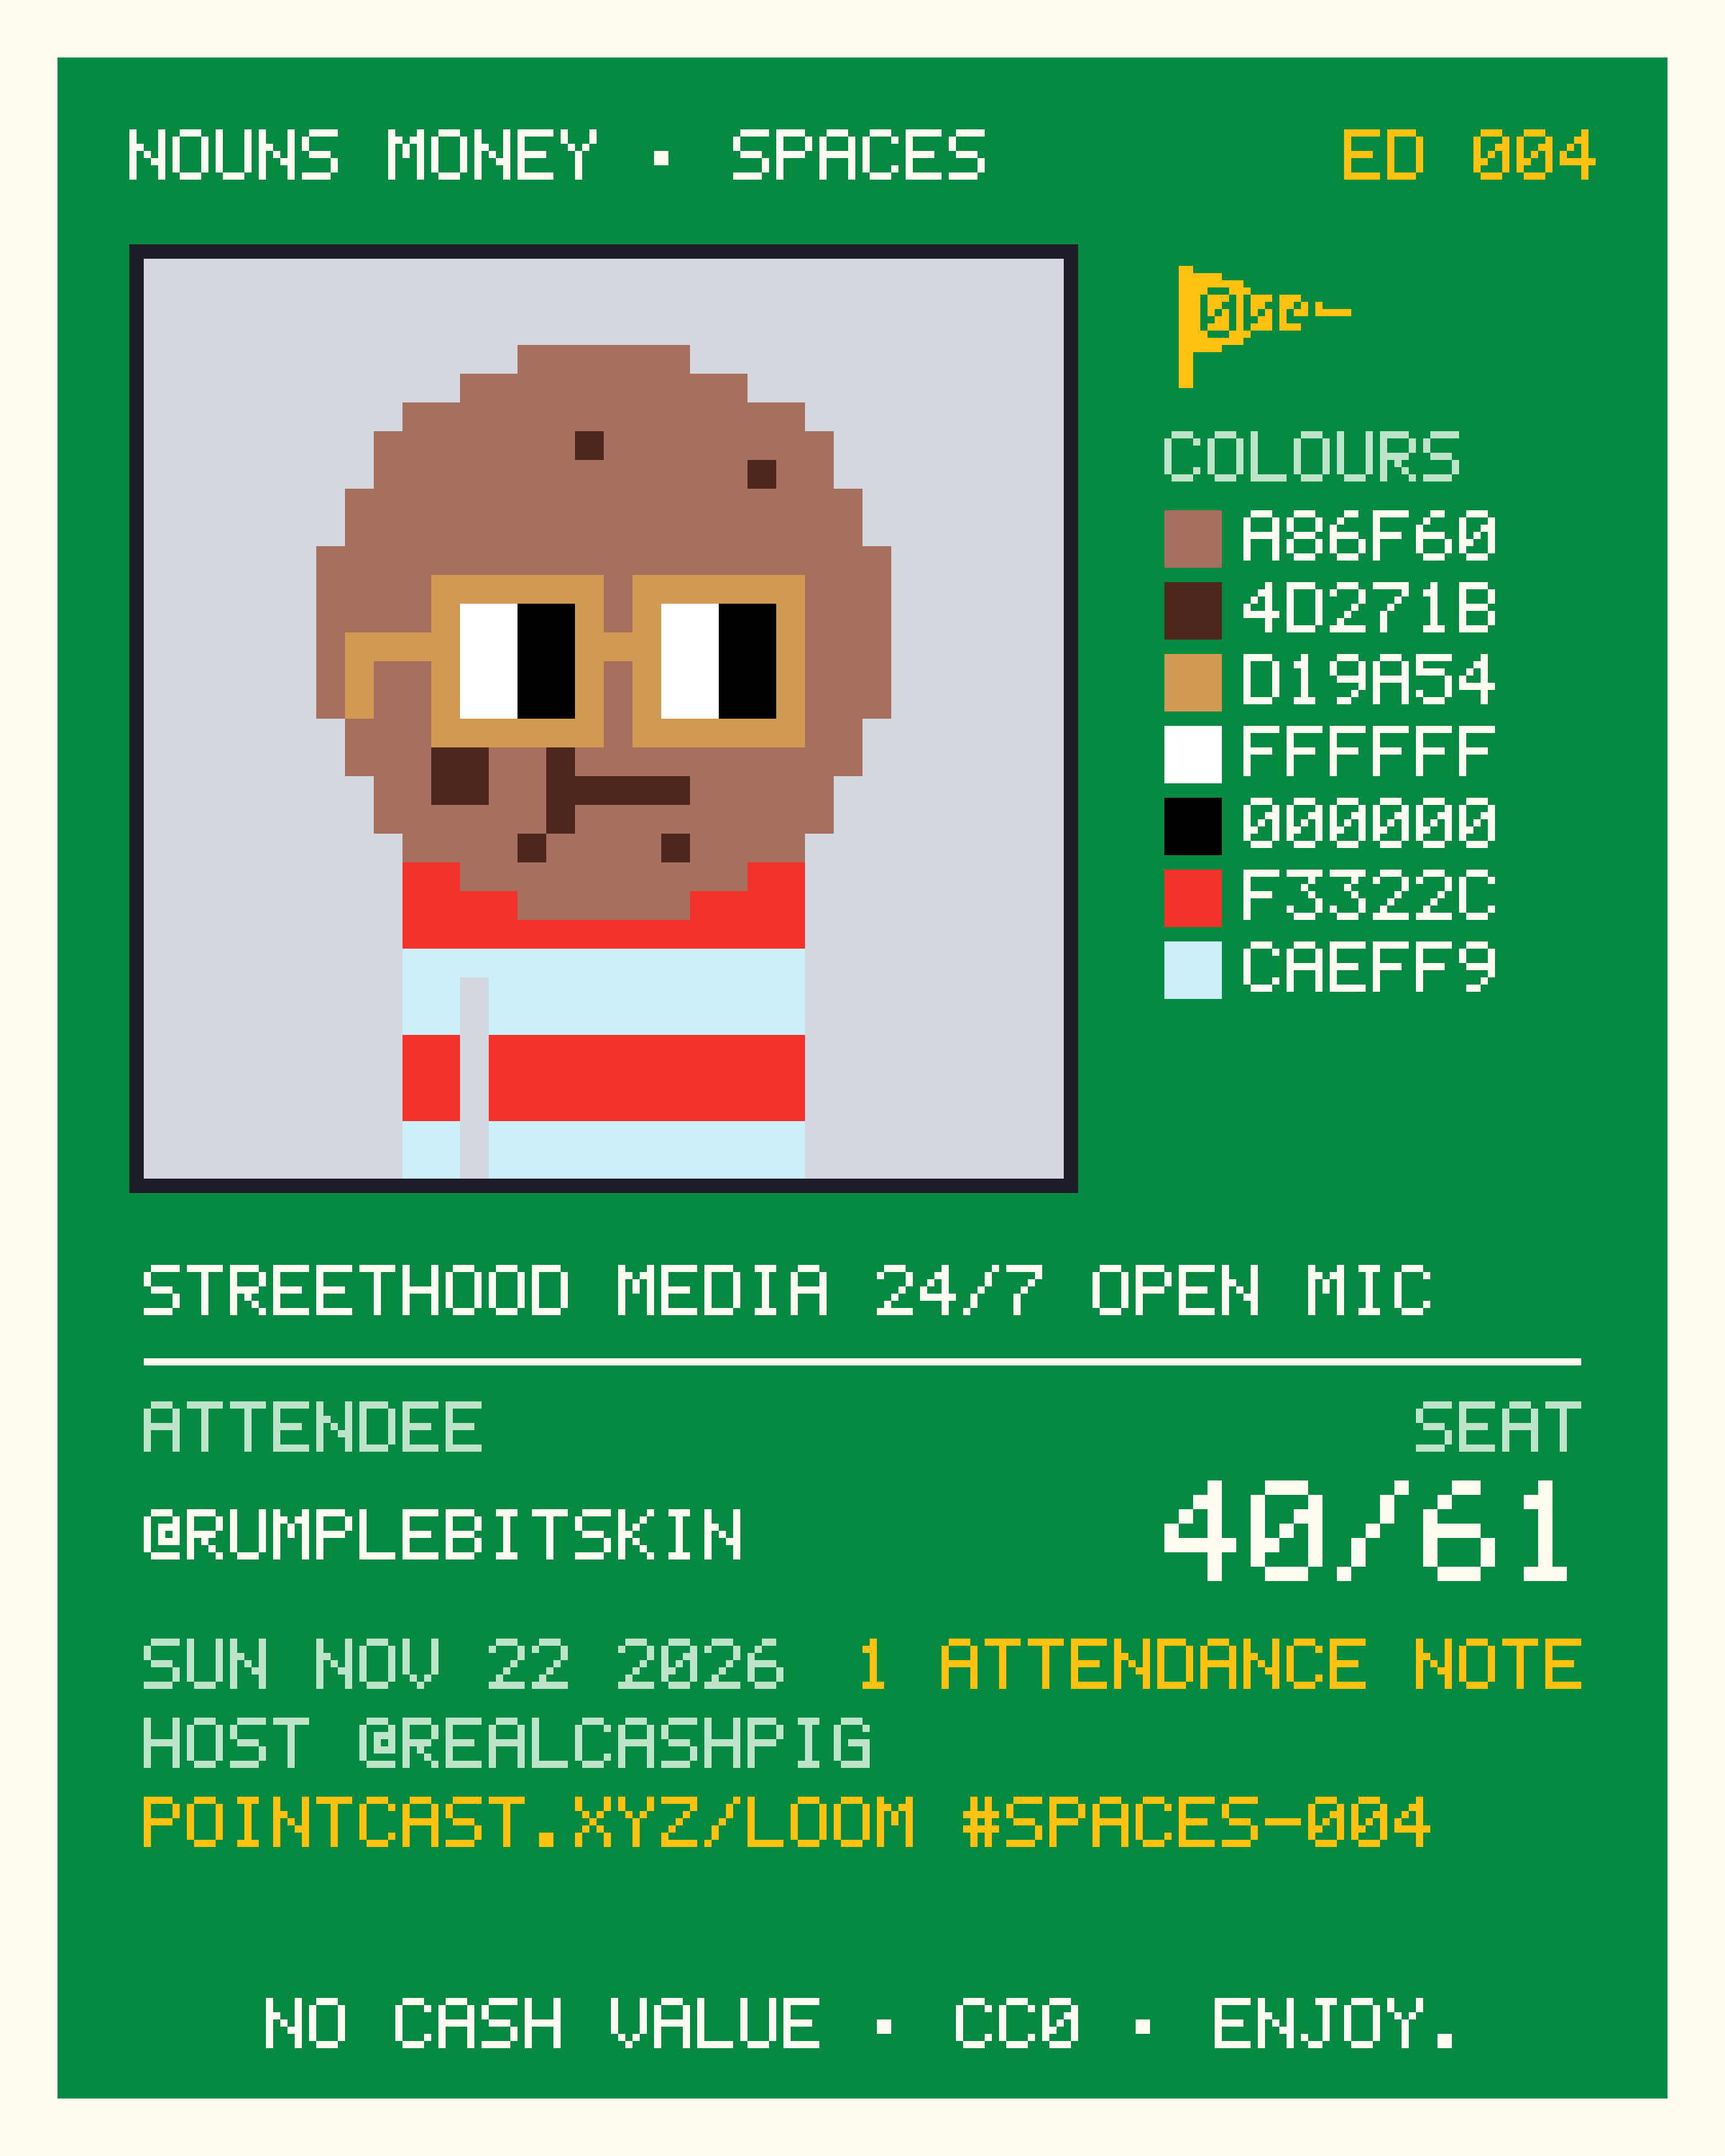 NOUNS MONEY · SPACES
ED 004
COLOURS
A86F60
4D271B
D19A54
FFFFFF
000000
F3322C
CAEFF9
STREETHOOD MEDIA 24/7 OPEN MIC
ATTENDEE
SEAT
@RUMPLEBITSKIN
40/61
SUN NOV 22 2026
1 ATTENDANCE NOTE
HOST @REALCASHPIG
POINTCAST.XYZ/LOOM #SPACES-004
NO CASH VALUE · CC0 · ENJOY.